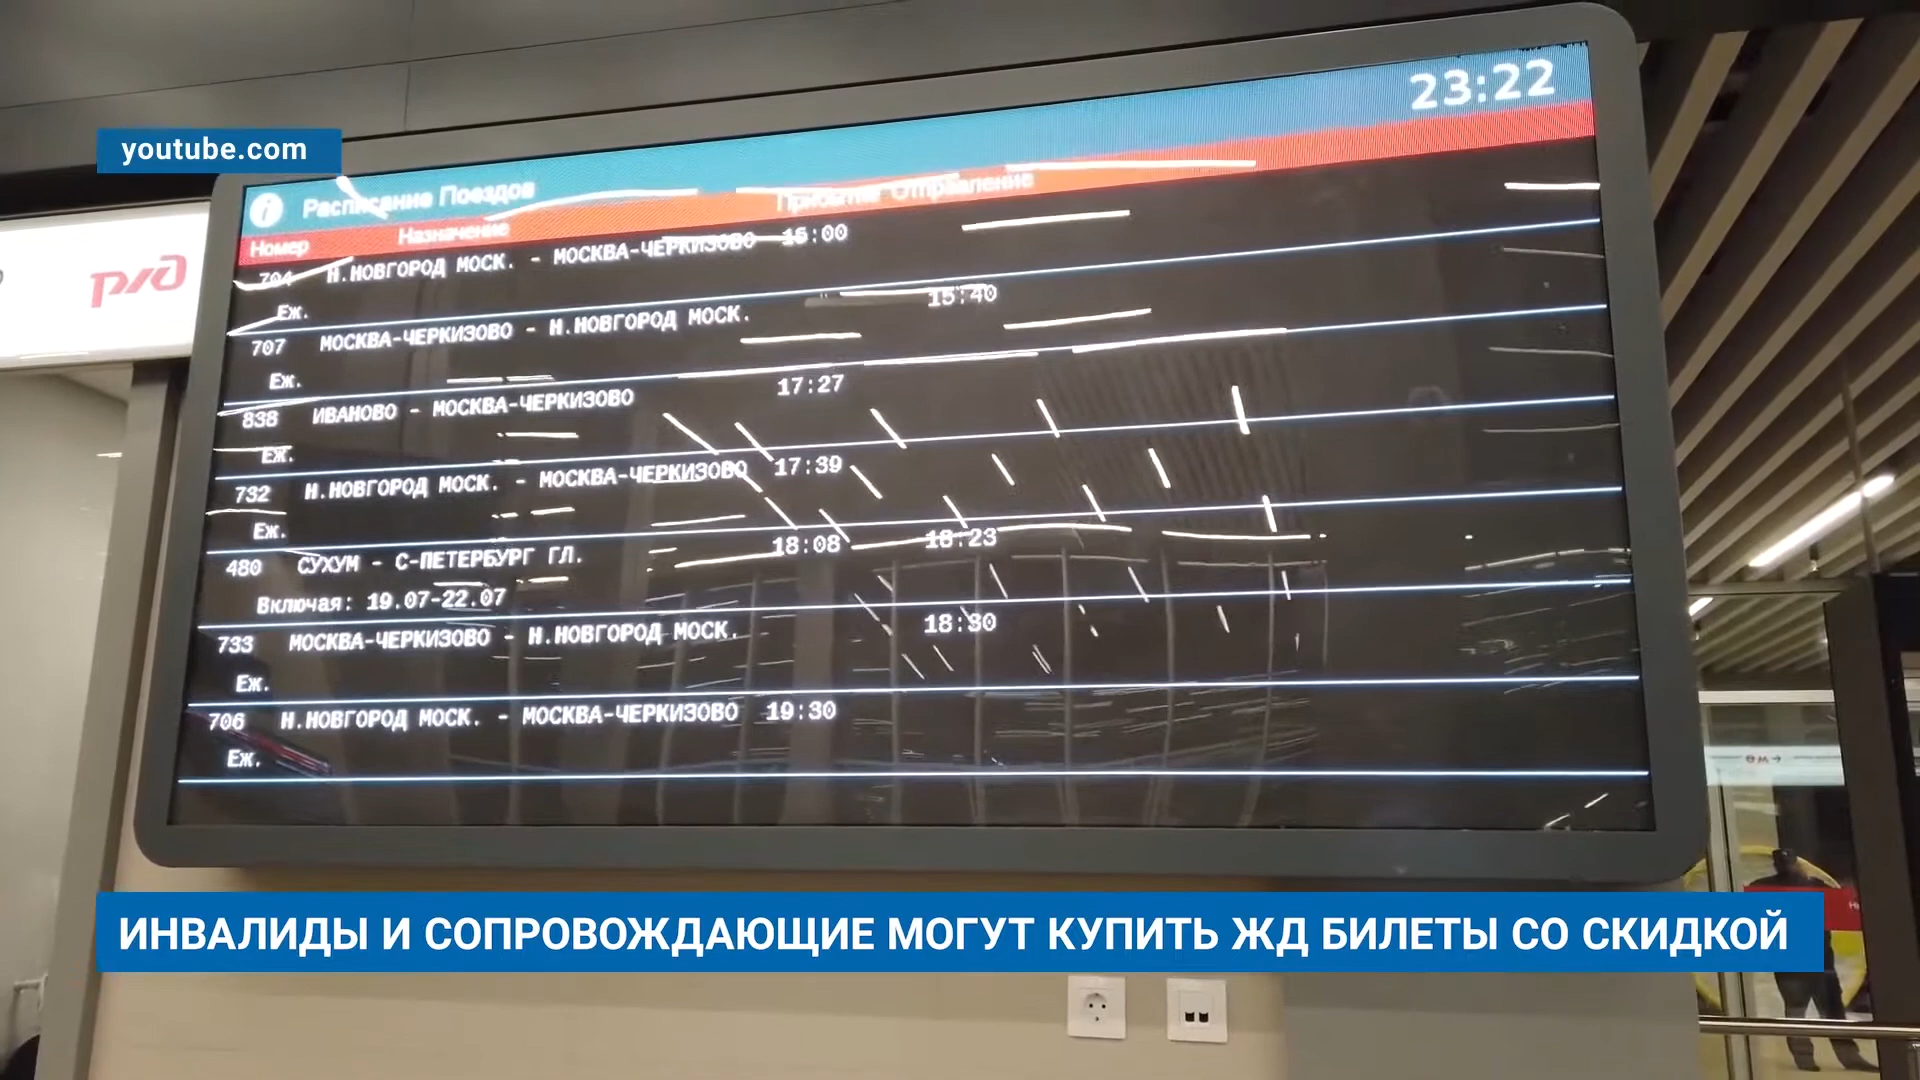 23:22
youtube.com
Расписание Поездов
Номер Назначение Прибытие Отправление
704 Н.НОВГОРОД МОСК. - МОСКВА-ЧЕРКИЗОВО 15:00
Еж.
707 МОСКВА-ЧЕРКИЗОВО - Н.НОВГОРОД МОСК. 15:40
Еж.
838 ИВАНОВО - МОСКВА-ЧЕРКИЗОВО 17:27
Еж.
732 Н.НОВГОРОД МОСК. - МОСКВА-ЧЕРКИЗОВО 17:39
Еж.
480 СУХУМ - С-ПЕТЕРБУРГ ГЛ. 18:08 18:23
Включая: 19.07-22.07
733 МОСКВА-ЧЕРКИЗОВО - Н.НОВГОРОД МОСК. 18:30
Еж.
706 Н.НОВГОРОД МОСК. - МОСКВА-ЧЕРКИЗОВО 19:30
Еж.
ржд
ИНВАЛИДЫ И СОПРОВОЖДАЮЩИЕ МОГУТ КУПИТЬ ЖД БИЛЕТЫ СО СКИДКОЙ